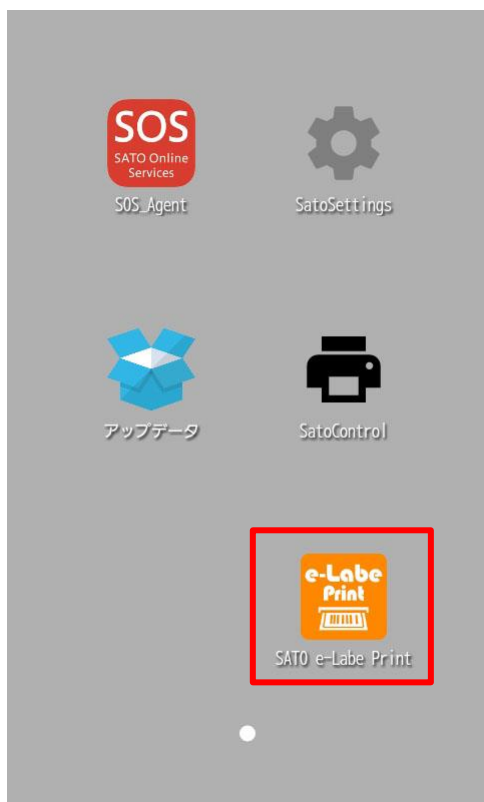 SOS
SATO Online
Services
SOS_Agent
SatoSettings
アップデータ
SatoControl
e-Labe
Print
SATO e-Labe Print